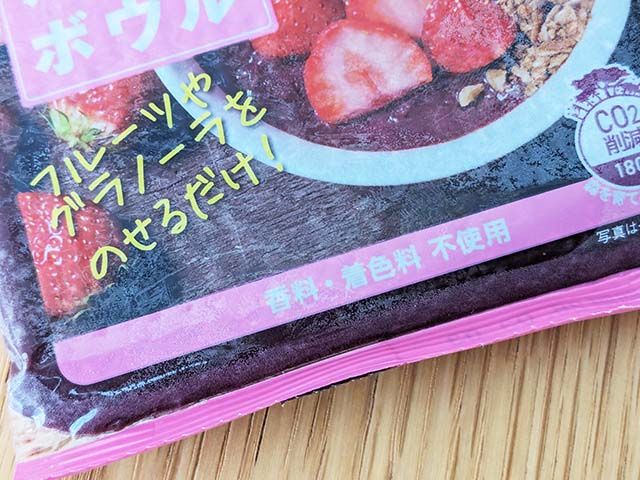 ボウル
フルーツや
グラノーラを
のせるだけ!
CO2
削減
香料・着色料 不使用
写真は